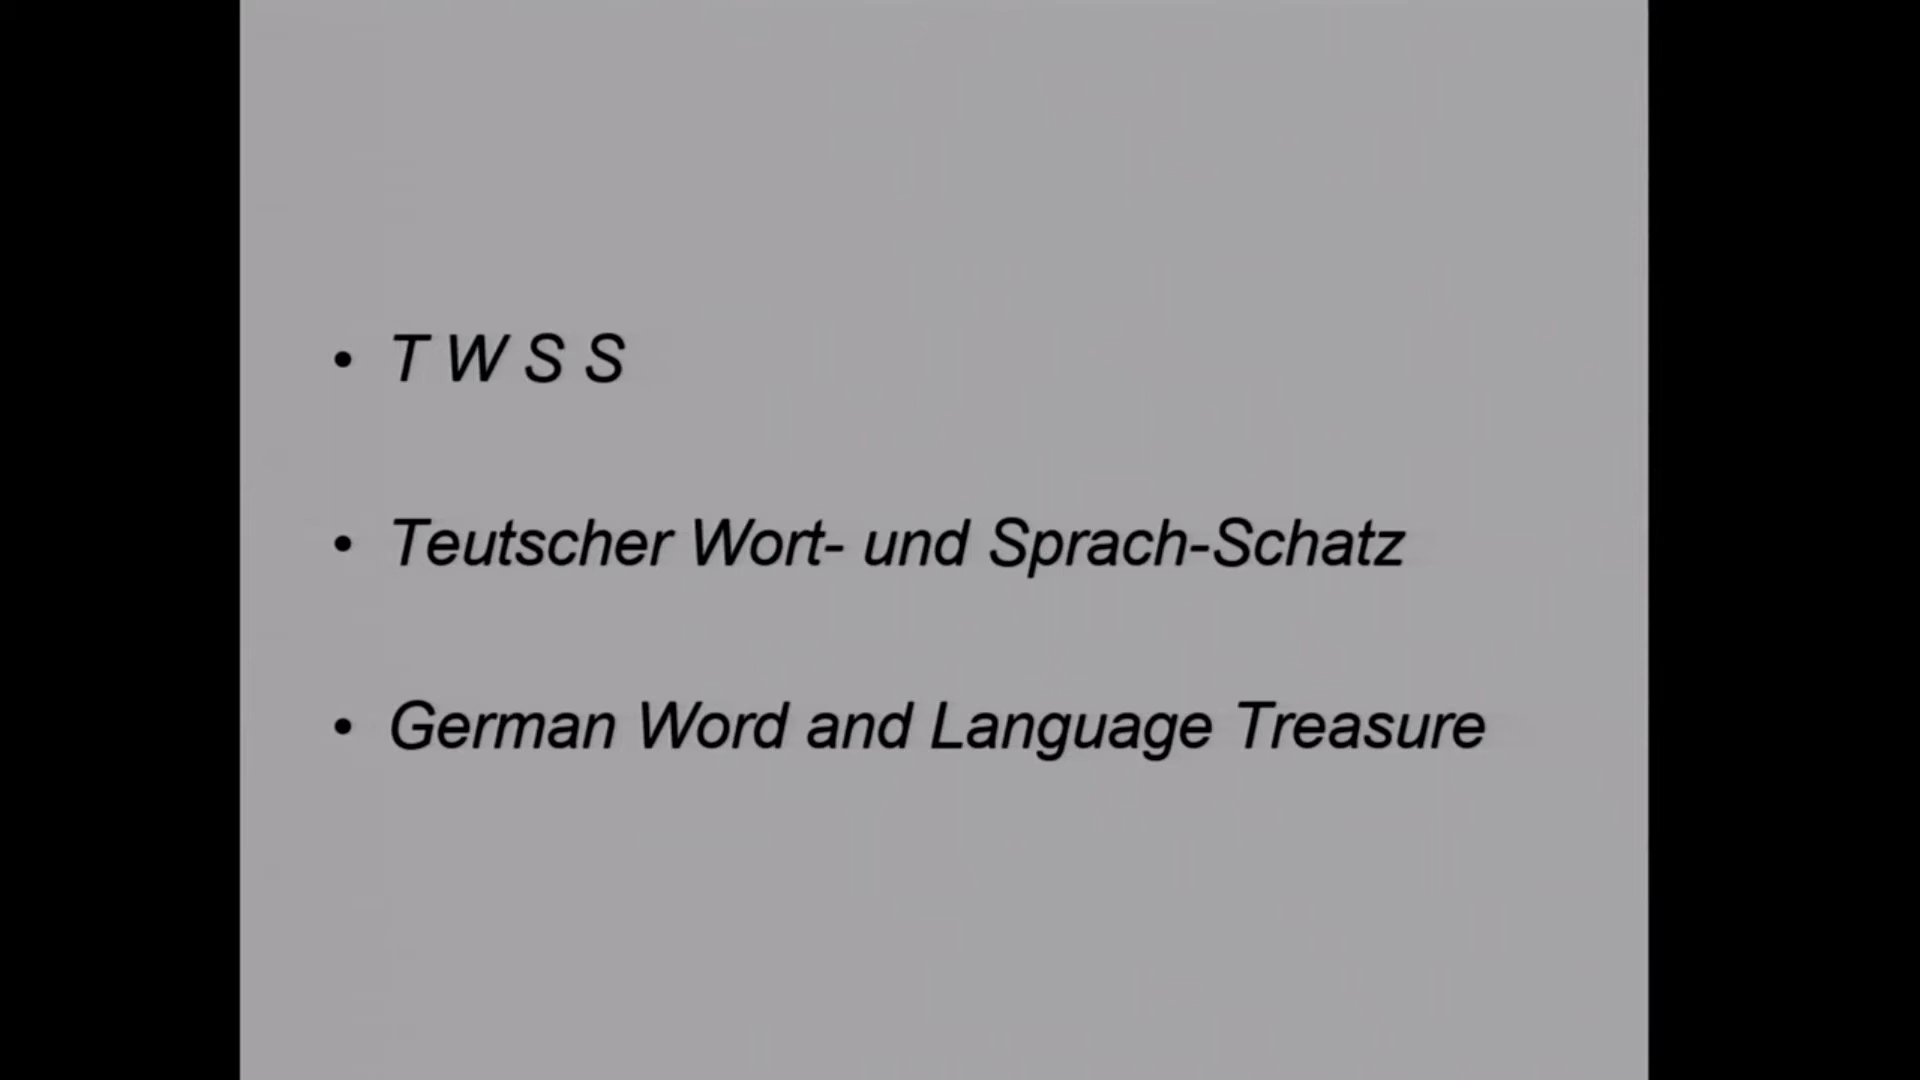 • T W S S
• Teutscher Wort- und Sprach-Schatz
• German Word and Language Treasure